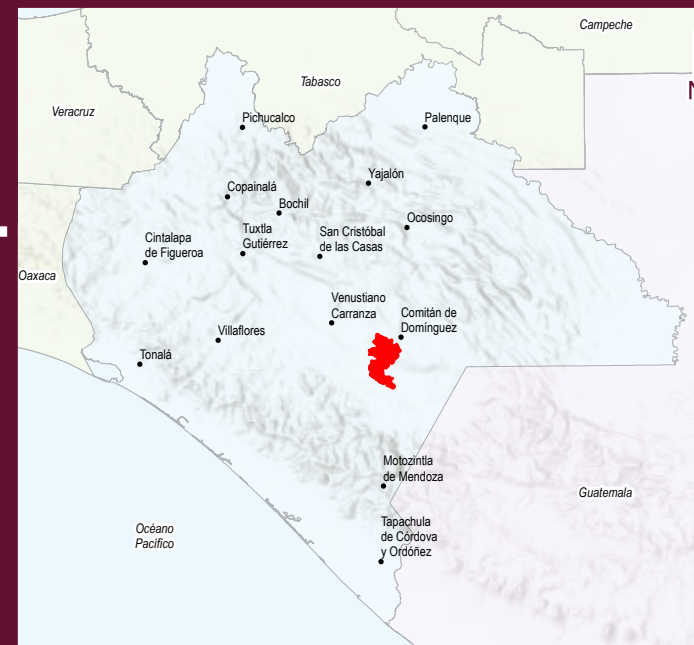 Campeche
Tabasco
N
Veracruz
Pichucalco
Palenque
Yajalón
Copainalá
Bochil
Ocosingo
Tuxtla
Gutiérrez
San Cristóbal
de las Casas
Cintalapa
de Figueroa
Oaxaca
Venustiano
Carranza
Comitán de
Domínguez
Villaflores
Tonalá
Motozintla
de Mendoza
Guatemala
Océano
Pacífico
Tapachula
de Córdova
y Ordóñez